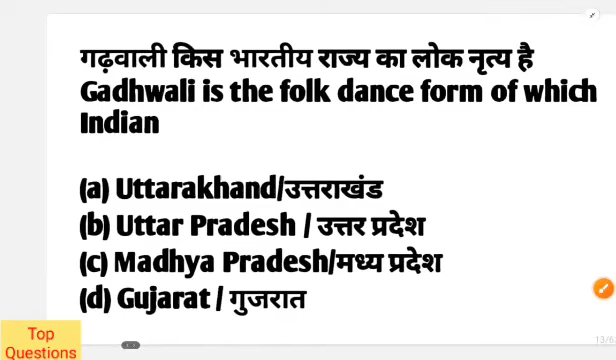 गढ़वाली किस भारतीय राज्य का लोक नृत्य है
Gadhwali is the folk dance form of which
Indian
(a) Uttarakhand/उत्तराखंड
(b) Uttar Pradesh / उत्तर प्रदेश
(c) Madhya Pradesh/मध्य प्रदेश
(d) Gujarat / गुजरात
Top
Questions